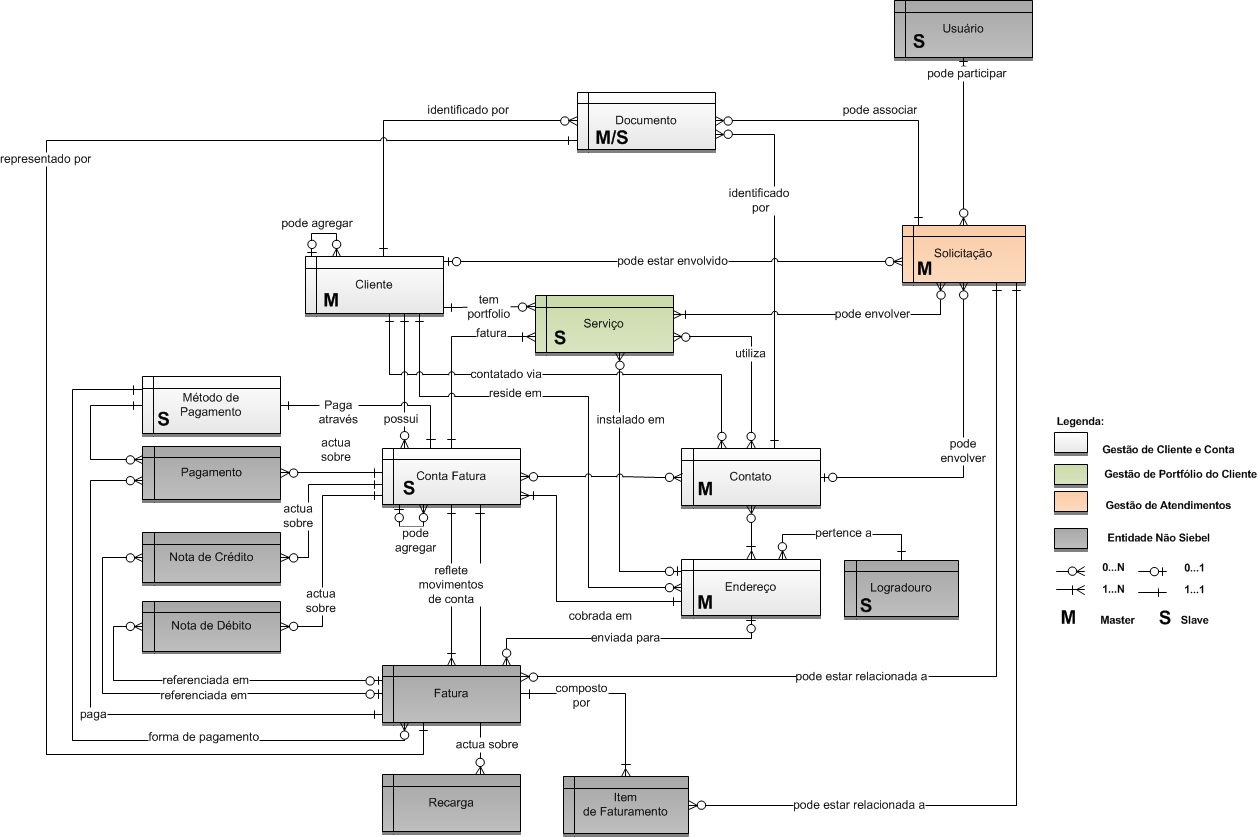 Usuário
S
pode participar
identificado por
Documento
M/S
pode associar
representado por
identificado
por
pode agregar
Cliente
M
pode estar envolvido
Solicitação
M
tem
portfolio
Serviço
S
pode envolver
fatura
utiliza
contatado via
reside em
Método de
Pagamento
S
Paga
através
possui
instalado em
actua
sobre
pode
envolver
Pagamento
Conta Fatura
S
Contato
M
actua
sobre
pode
agregar
pertence a
Nota de Crédito
reflete
movimentos
de conta
Endereço
M
Logradouro
S
actua
sobre
cobrada em
Nota de Débito
enviada para
referenciada em
referenciada em
Fatura
composto
por
pode estar relacionada a
paga
forma de pagamento
actua sobre
Recarga
Item
de Faturamento
pode estar relacionada a
Legenda:
Gestão de Cliente e Conta
Gestão de Portfólio do Cliente
Gestão de Atendimentos
Entidade Não Siebel
0...N
0...1
1...N
1...1
M
Master
S
Slave